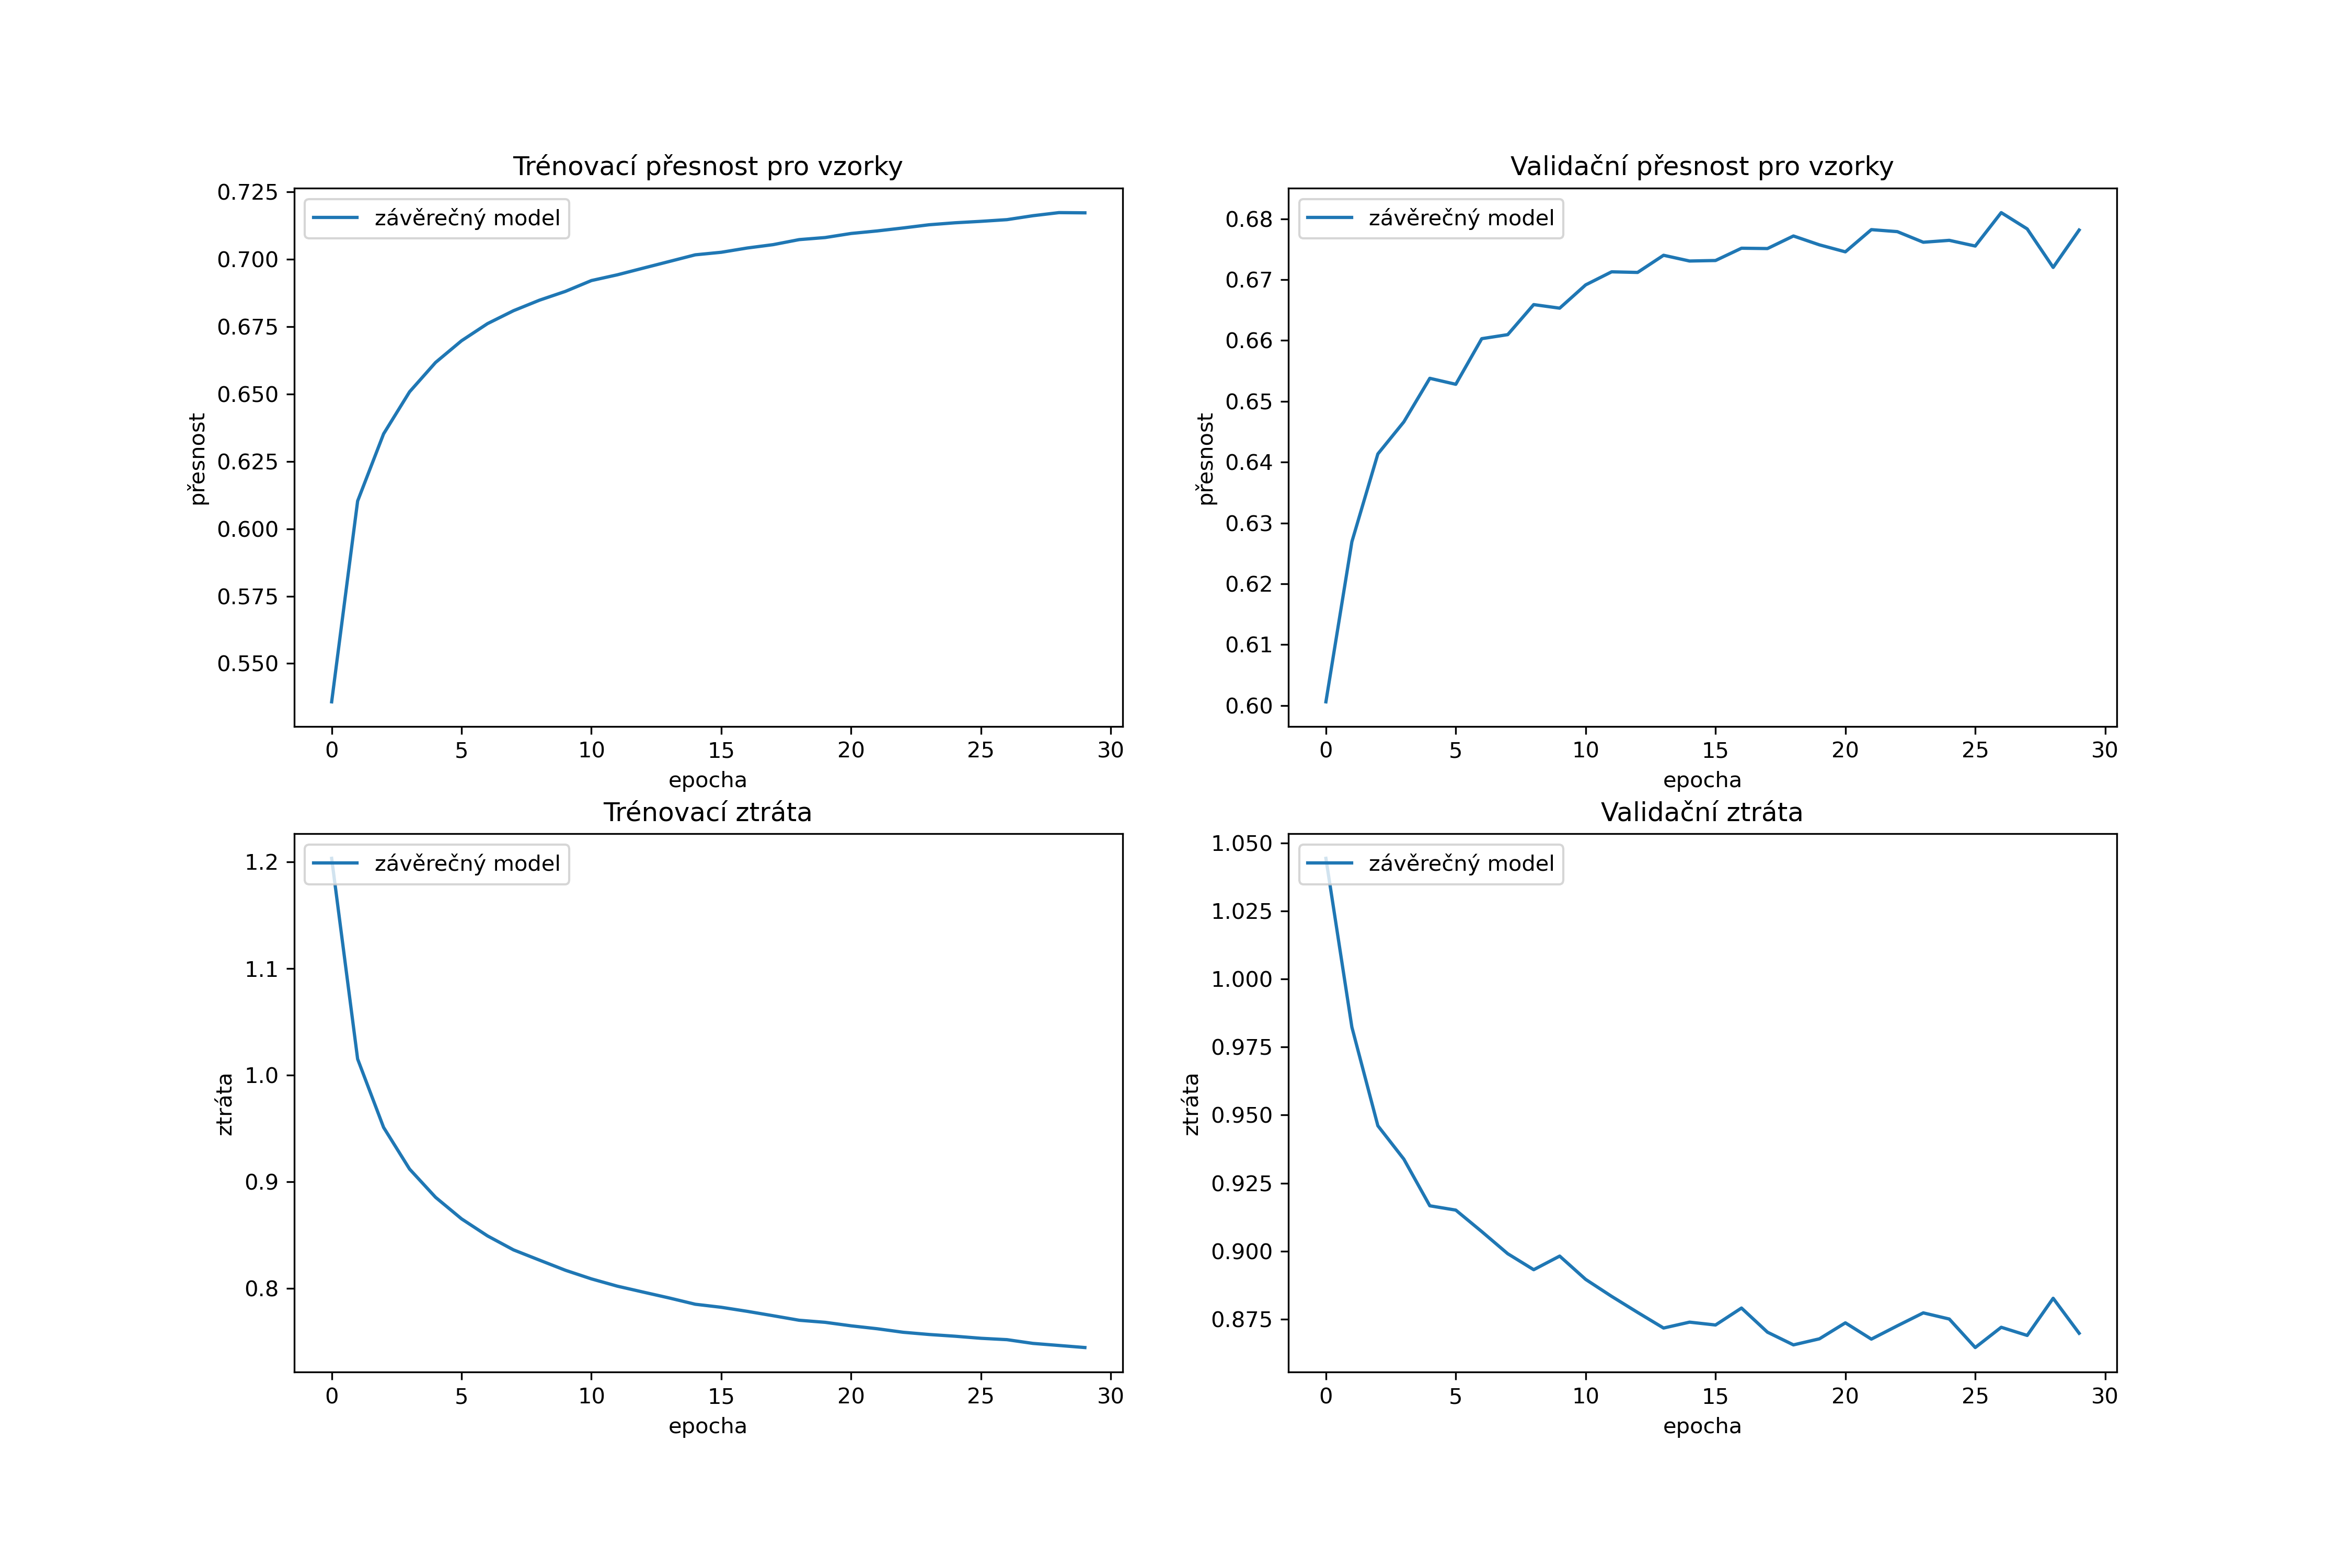 Trénovací přesnost pro vzorky
závěrečný model
0.725
0.700
0.675
0.650
0.625
0.600
0.575
0.550
přesnost
0 5 10 15 20 25 30
epocha
Validační přesnost pro vzorky
závěrečný model
0.68
0.67
0.66
0.65
0.64
0.63
0.62
0.61
0.60
přesnost
0 5 10 15 20 25 30
epocha
Trénovací ztráta
závěrečný model
1.2
1.1
1.0
0.9
0.8
ztráta
0 5 10 15 20 25 30
epocha
Validační ztráta
závěrečný model
1.050
1.025
1.000
0.975
0.950
0.925
0.900
0.875
ztráta
0 5 10 15 20 25 30
epocha